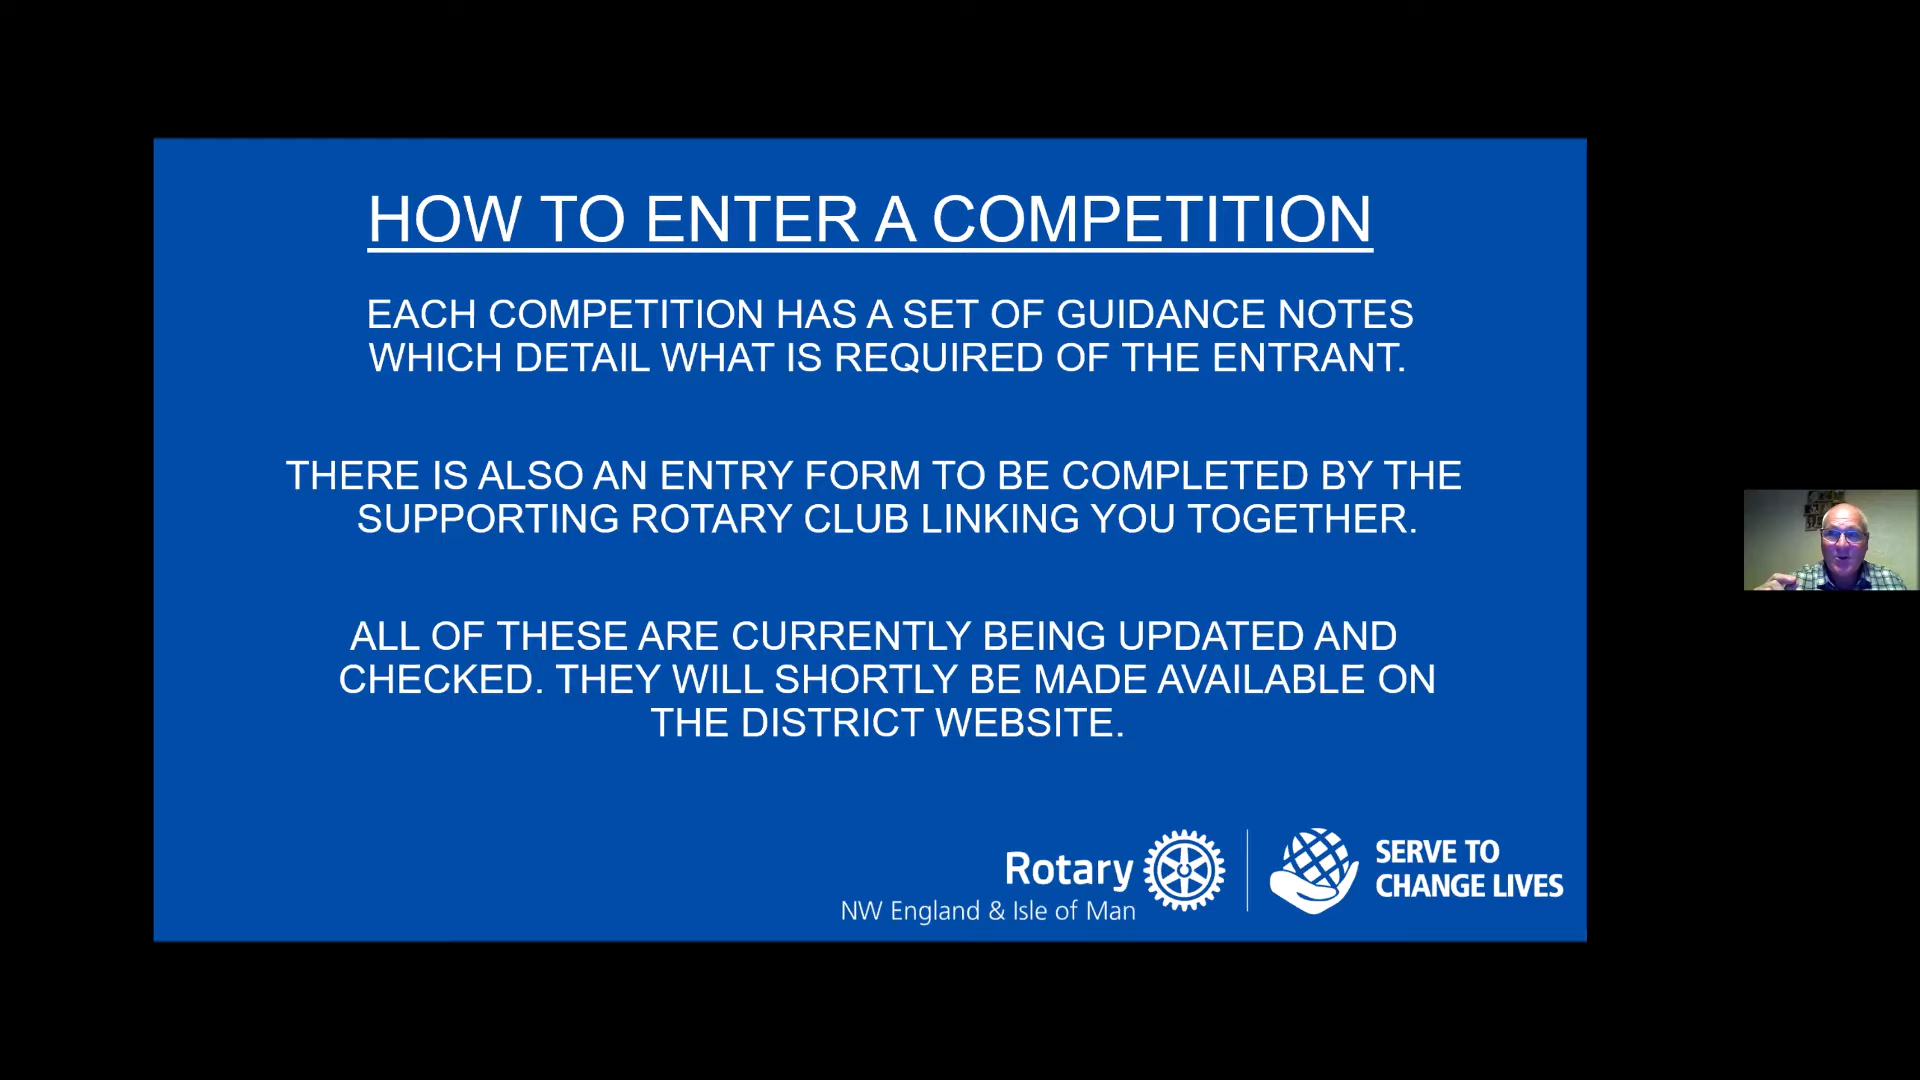 HOW TO ENTER A COMPETITION
EACH COMPETITION HAS A SET OF GUIDANCE NOTES
WHICH DETAIL WHAT IS REQUIRED OF THE ENTRANT.
THERE IS ALSO AN ENTRY FORM TO BE COMPLETED BY THE
SUPPORTING ROTARY CLUB LINKING YOU TOGETHER.
ALL OF THESE ARE CURRENTLY BEING UPDATED AND
CHECKED. THEY WILL SHORTLY BE MADE AVAILABLE ON
THE DISTRICT WEBSITE.
Rotary
NW England & Isle of Man
SERVE TO
CHANGE LIVES